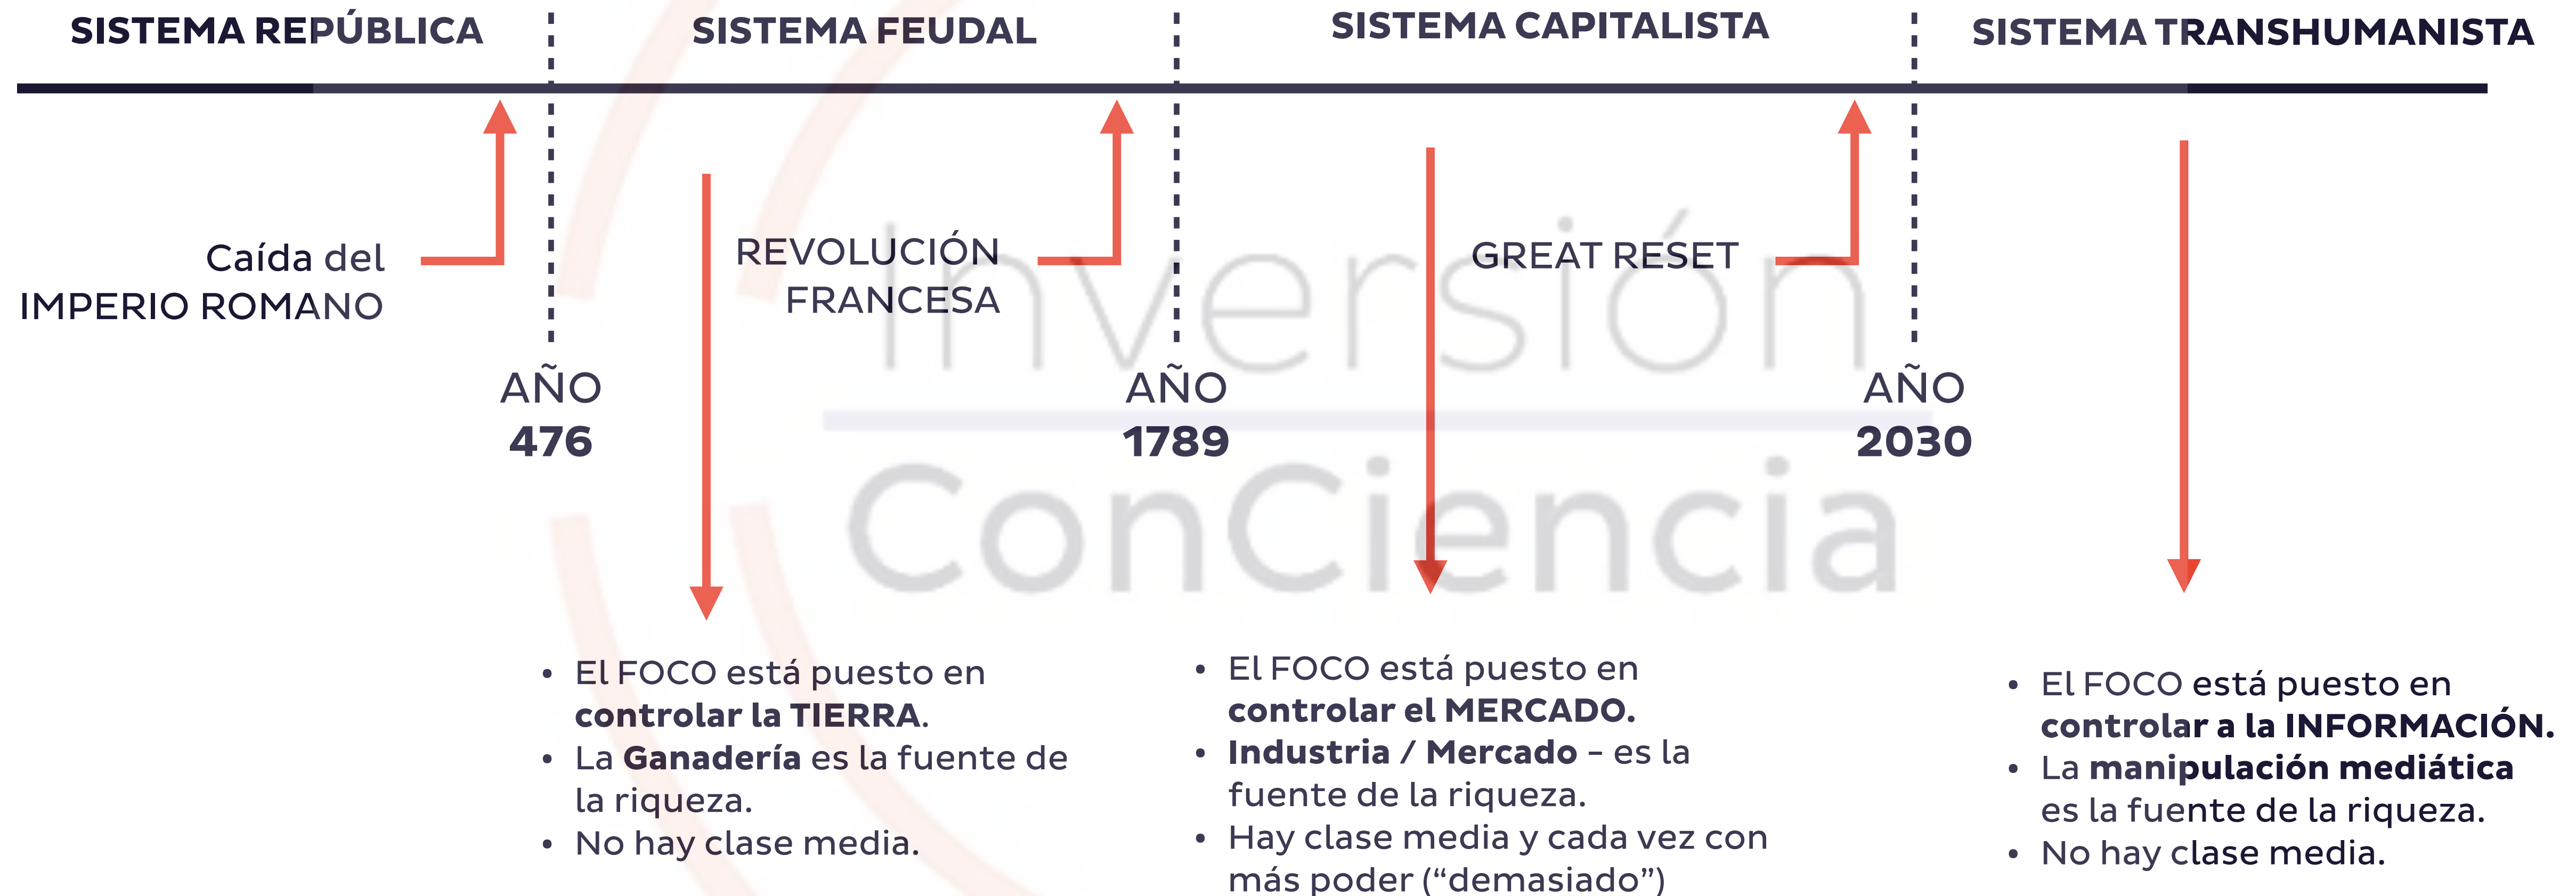 SISTEMA REPÚBLICA
SISTEMA FEUDAL
SISTEMA CAPITALISTA
SISTEMA TRANSHUMANISTA
Caída del
IMPERIO ROMANO
REVOLUCIÓN
FRANCESA
GREAT RESET
AÑO
476
AÑO
1789
AÑO
2030
Inversión
ConCiencia
• El FOCO está puesto en
controlar la TIERRA.
• La Ganadería es la fuente de
la riqueza.
• No hay clase media.
• El FOCO está puesto en
controlar el MERCADO.
• Industria / Mercado – es la
fuente de la riqueza.
• Hay clase media y cada vez con
más poder (“demasiado”)
• El FOCO está puesto en
controlar a la INFORMACIÓN.
• La manipulación mediática
es la fuente de la riqueza.
• No hay clase media.